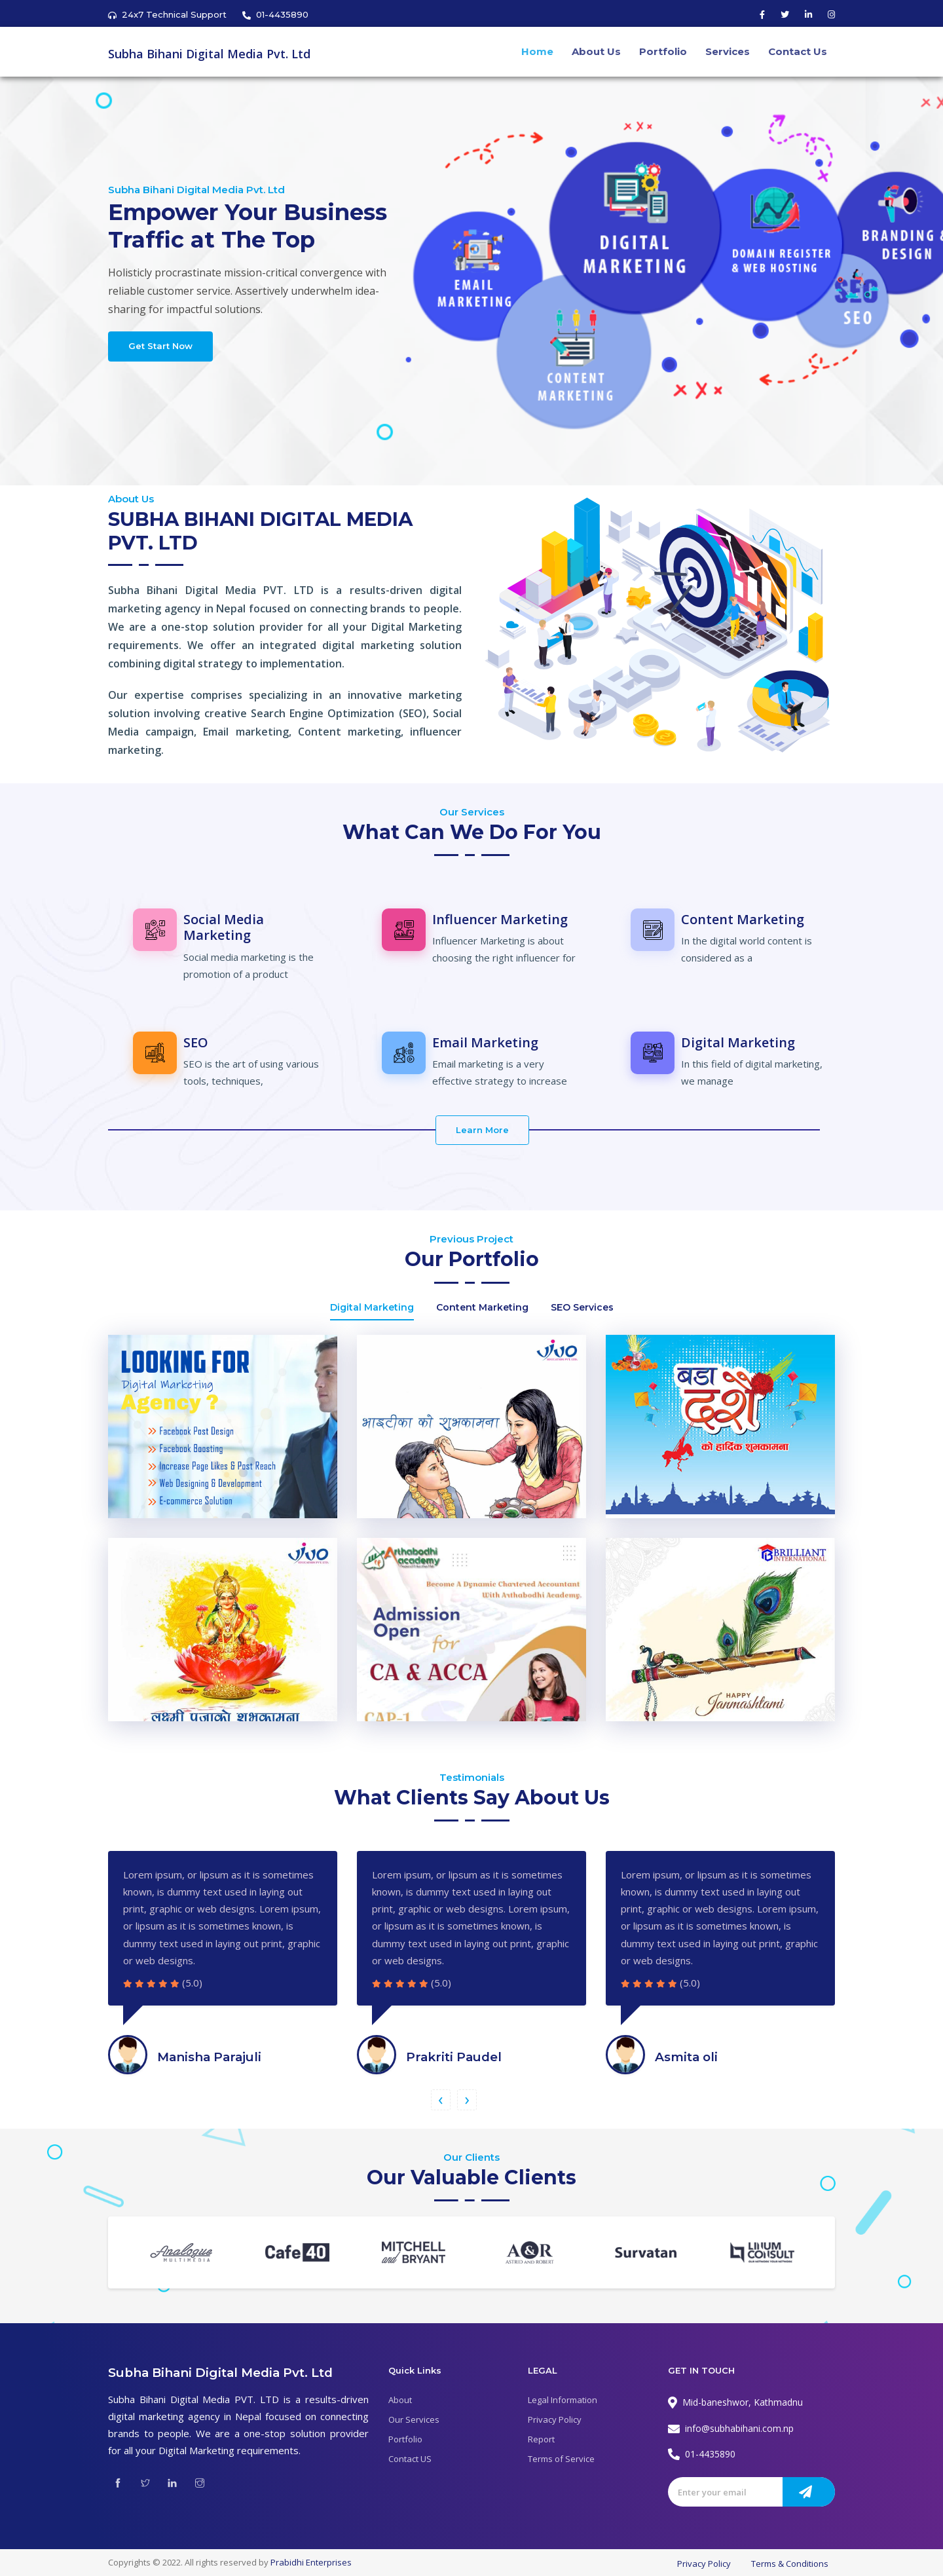 24x7 Technical Support 01-4435890
Subha Bihani Digital Media Pvt. Ltd
Home About Us Portfolio Services Contact Us
Subha Bihani Digital Media Pvt. Ltd
Empower Your Business
Traffic at The Top
Holisticly procrastinate mission-critical convergence with
reliable customer service. Assertively underwhelm idea-
sharing for impactful solutions.
Get Start Now
EMAIL
MARKETING
DIGITAL
MARKETING
DOMAIN REGISTER
& WEB HOSTING
BRANDING &
DESIGN
SEO
SEO
CONTENT
MARKETING
About Us
SUBHA BIHANI DIGITAL MEDIA
PVT. LTD
Subha Bihani Digital Media PVT. LTD is a results-driven digital
marketing agency in Nepal focused on connecting brands to people.
We are a one-stop solution provider for all your Digital Marketing
requirements. We offer an integrated digital marketing solution
combining digital strategy to implementation.
Our expertise comprises specializing in an innovative marketing
solution involving creative Search Engine Optimization (SEO), Social
Media campaign, Email marketing, Content marketing, influencer
marketing.
SEO
Our Services
What Can We Do For You
Social Media
Marketing
Social media marketing is the
promotion of a product
Influencer Marketing
Influencer Marketing is about
choosing the right influencer for
Content Marketing
In the digital world content is
considered as a
SEO
SEO is the art of using various
tools, techniques,
Email Marketing
Email marketing is a very
effective strategy to increase
Digital Marketing
In this field of digital marketing,
we manage
Learn More
Previous Project
Our Portfolio
Digital Marketing Content Marketing SEO Services
LOOKING FOR
Digital Marketing
Agency ?
Facebook Post Design
Facebook Boosting
Increase Page Likes & Post Reach
Web Designing & Development
E-commerce Solution
VIVO
भाइटीका को शुभकामना
बडा
दशैं
को हार्दिक शुभकामना
VIVO
लक्ष्मी पूजाको शुभकामना
Arthabodhi
Academy
Become A Dynamic Chartered Accountant
With Arthabodhi Academy.
Admission
Open
for
CA & ACCA
CAP-1
BRILLIANT
INTERNATIONAL
HAPPY
Janmashtami
Testimonials
What Clients Say About Us
Lorem ipsum, or lipsum as it is sometimes
known, is dummy text used in laying out
print, graphic or web designs. Lorem ipsum,
or lipsum as it is sometimes known, is
dummy text used in laying out print, graphic
or web designs.
(5.0)
Manisha Parajuli
Lorem ipsum, or lipsum as it is sometimes
known, is dummy text used in laying out
print, graphic or web designs. Lorem ipsum,
or lipsum as it is sometimes known, is
dummy text used in laying out print, graphic
or web designs.
(5.0)
Prakriti Paudel
Lorem ipsum, or lipsum as it is sometimes
known, is dummy text used in laying out
print, graphic or web designs. Lorem ipsum,
or lipsum as it is sometimes known, is
dummy text used in laying out print, graphic
or web designs.
(5.0)
Asmita oli
Our Clients
Our Valuable Clients
Analogue
MULTIMEDIA
Cafe 40
MITCHELL
and BRYANT
A&R
ASTRID AND ROBERT
Survatan
LINUM
CONSULT
Subha Bihani Digital Media Pvt. Ltd
Subha Bihani Digital Media PVT. LTD is a results-driven
digital marketing agency in Nepal focused on connecting
brands to people. We are a one-stop solution provider
for all your Digital Marketing requirements.
Quick Links
About
Our Services
Portfolio
Contact US
LEGAL
Legal Information
Privacy Policy
Report
Terms of Service
GET IN TOUCH
Mid-baneshwor, Kathmadnu
info@subhabihani.com.np
01-4435890
Enter your email
Copyrights © 2022. All rights reserved by Prabidhi Enterprises
Privacy Policy Terms & Conditions